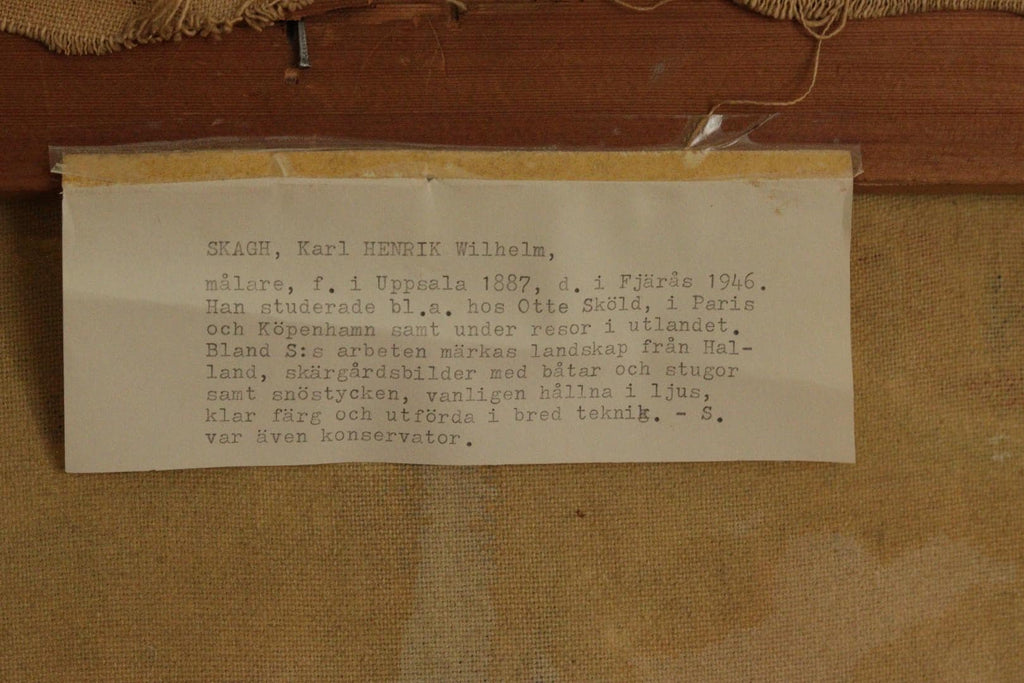 SKAGH, Karl HENRIK Wilhelm,
målare, f. i Uppsala 1887, d. i Fjärås 1946.
Han studerade bl.a. hos Otte Sköld, i Paris
och Köpenhamn samt under resor i utlandet.
Bland S:s arbeten märkas landskap från Hal-
land, skärgårdsbilder med båtar och stugor
samt snöstycken, vanligen hållna i ljus,
klar färg och utförda i bred teknik. - S.
var även konservator.